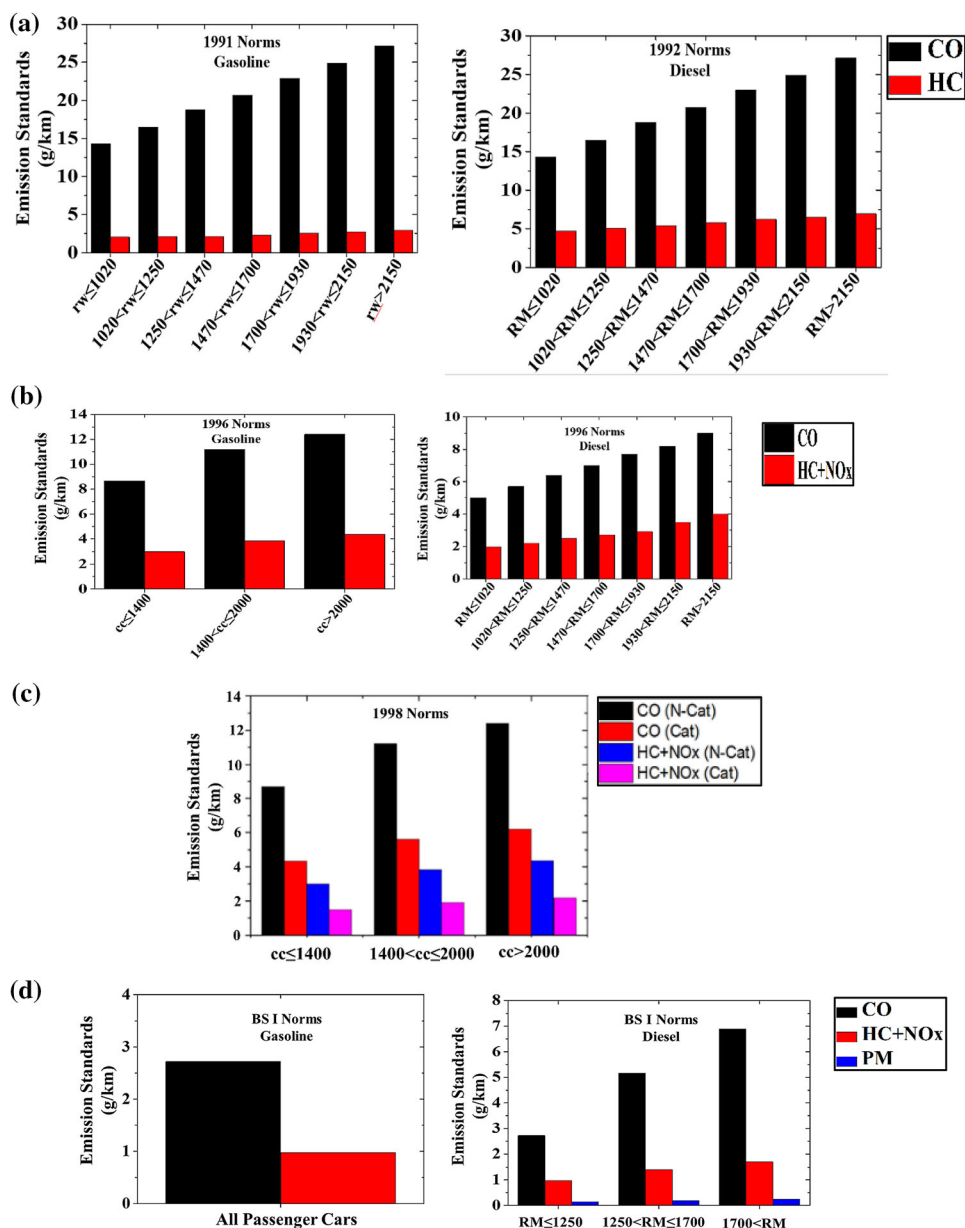 (a)
1991 Norms
Gasoline
Emission Standards
(g/km)
30
25
20
15
10
5
0
rw≤1020
1020<rw≤1250
1250<rw≤1470
1470<rw≤1700
1700<rw≤1930
1930<rw≤2150
rw>2150
1992 Norms
Diesel
Emission Standards
(g/km)
30
25
20
15
10
5
0
RM≤1020
1020<RM≤1250
1250<RM≤1470
1470<RM≤1700
1700<RM≤1930
1930<RM≤2150
RM>2150
CO
HC
(b)
1996 Norms
Gasoline
Emission Standards
(g/km)
14
12
10
8
6
4
2
0
cc≤1400
1400<cc≤2000
cc>2000
1996 Norms
Diesel
Emission Standards
(g/km)
10
8
6
4
2
0
RM≤1020
1020<RM≤1250
1250<RM≤1470
1470<RM≤1700
1700<RM≤1930
1930<RM≤2150
RM>2150
CO
HC+NOx
(c)
1998 Norms
Emission Standards
(g/km)
14
12
10
8
6
4
2
0
cc≤1400
1400<cc≤2000
cc>2000
CO (N-Cat)
CO (Cat)
HC+NOx (N-Cat)
HC+NOx (Cat)
(d)
BS I Norms
Gasoline
Emission Standards
(g/km)
4
3
2
1
0
All Passenger Cars
BS I Norms
Diesel
Emission Standards
(g/km)
8
7
6
5
4
3
2
1
0
RM≤1250
1250<RM≤1700
1700<RM
CO
HC+NOx
PM